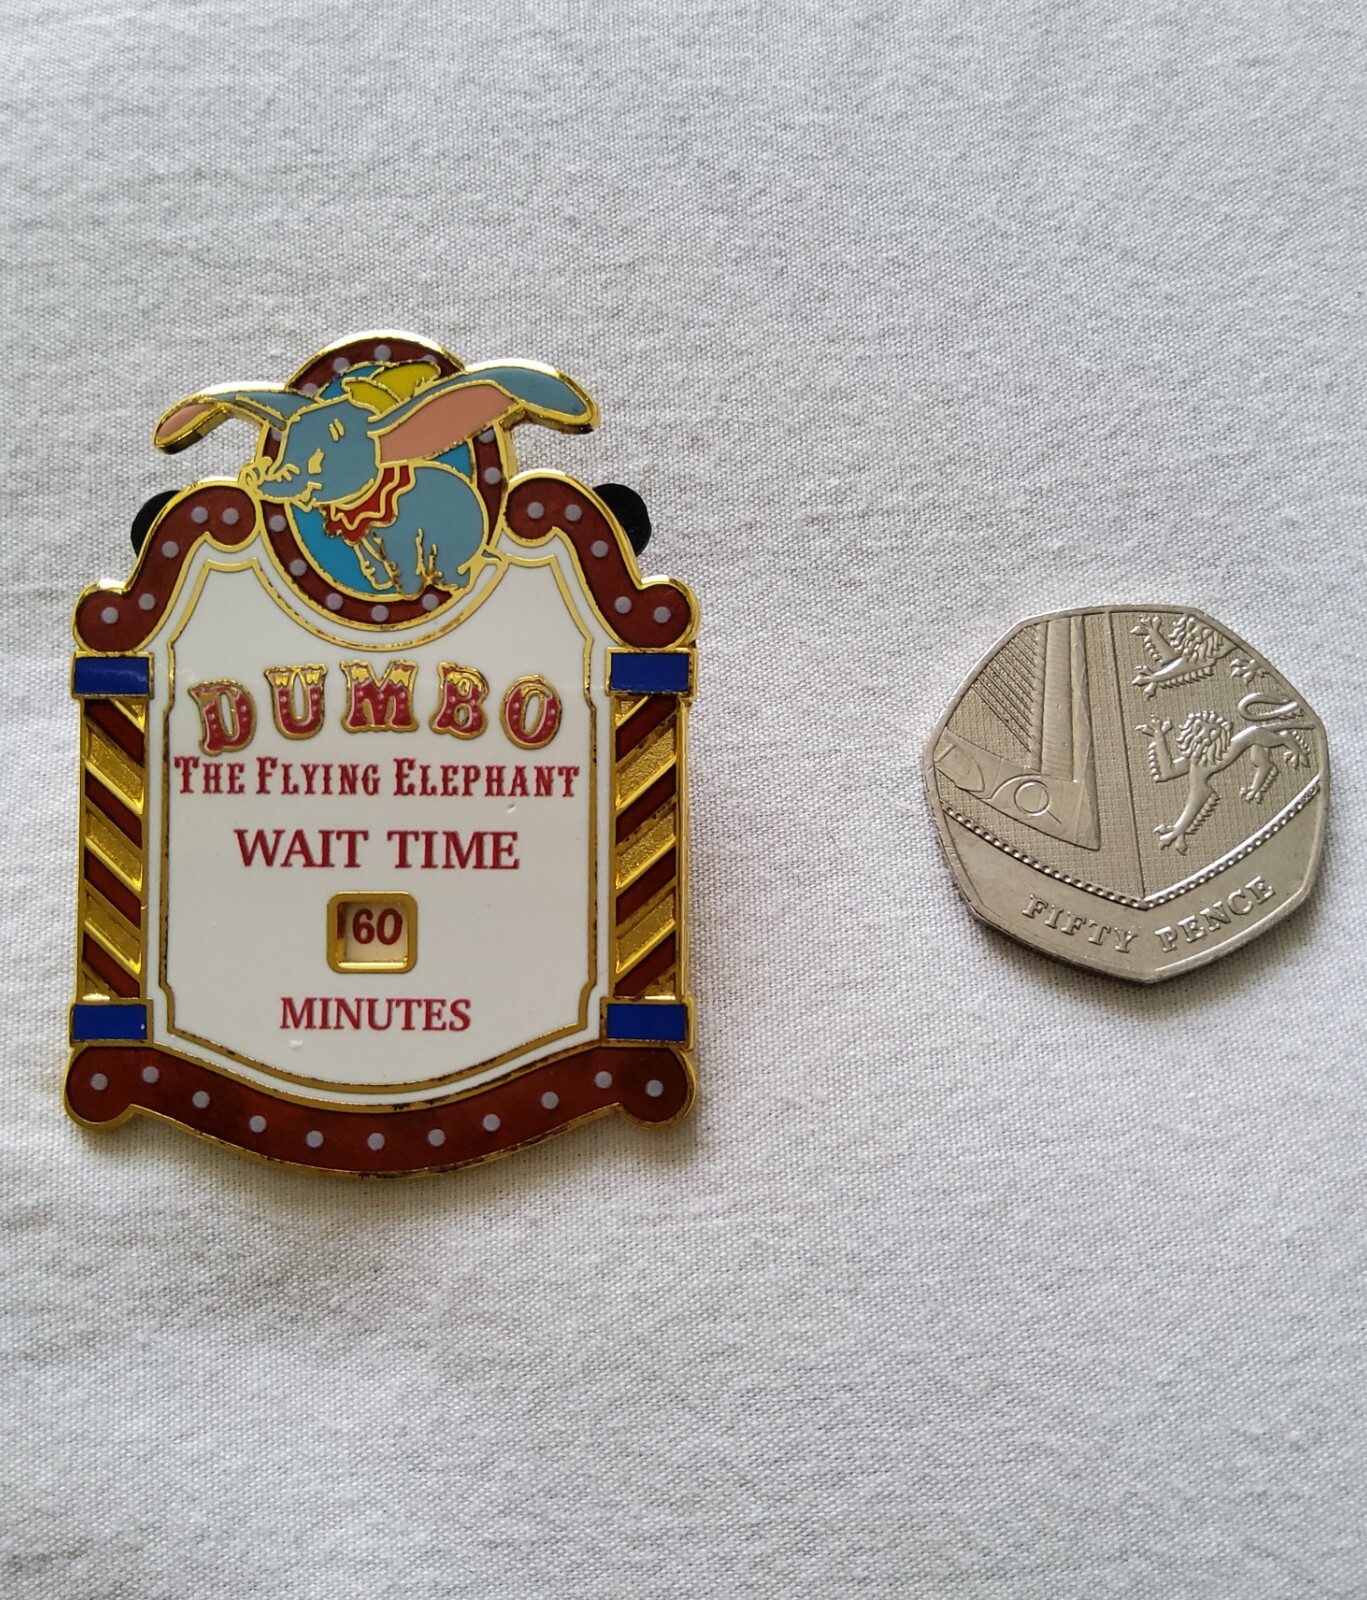 DUMBO
THE FLYING ELEPHANT
WAIT TIME
60
MINUTES
FIFTY PENCE